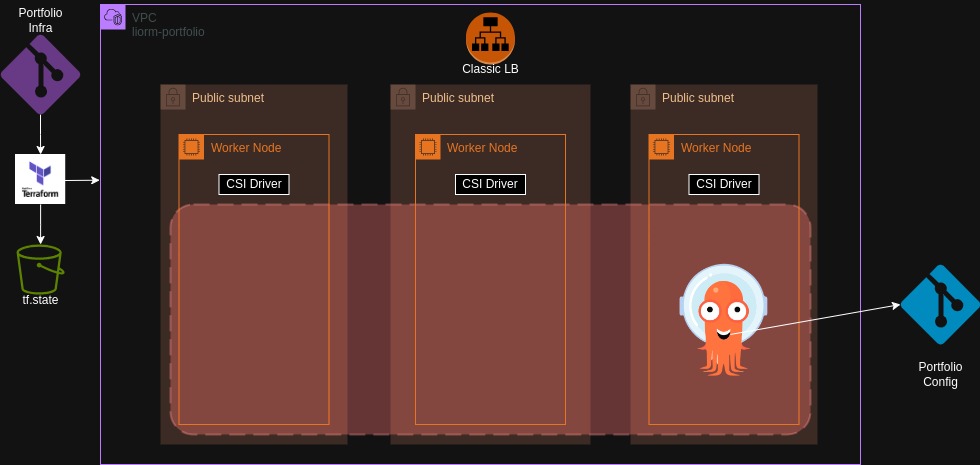 Portfolio
Infra
VPC
liorm-portfolio
Classic LB
Public subnet
Public subnet
Public subnet
Worker Node
Worker Node
Worker Node
CSI Driver
CSI Driver
CSI Driver
Terraform
tf.state
Portfolio
Config